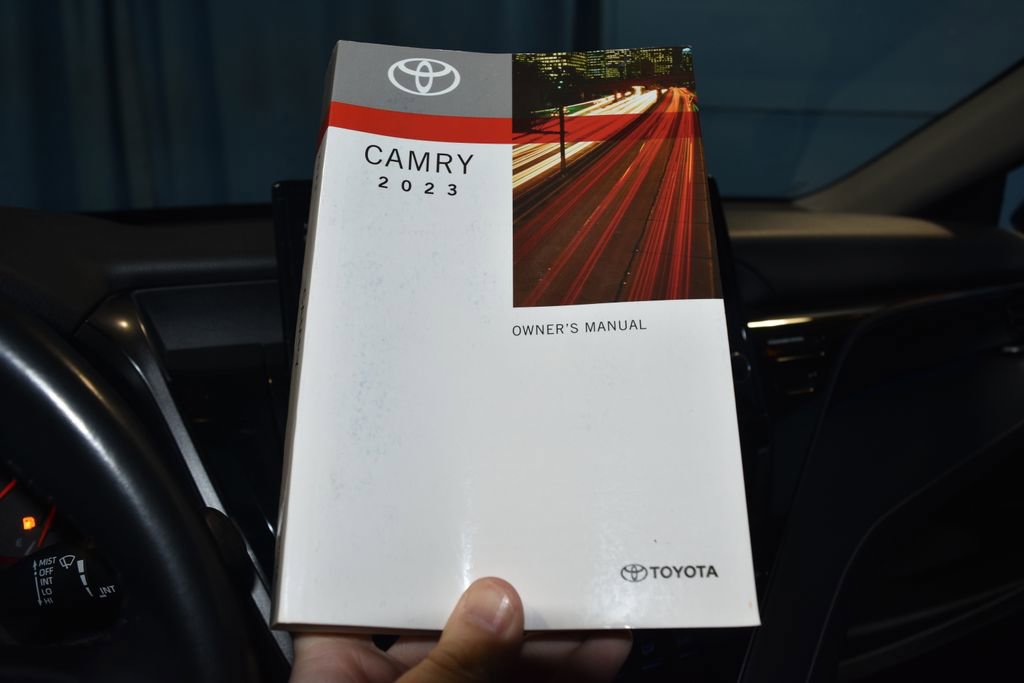 CAMRY
2023
OWNER'S MANUAL
TOYOTA
MIST
OFF
INT
LO
HI
INT